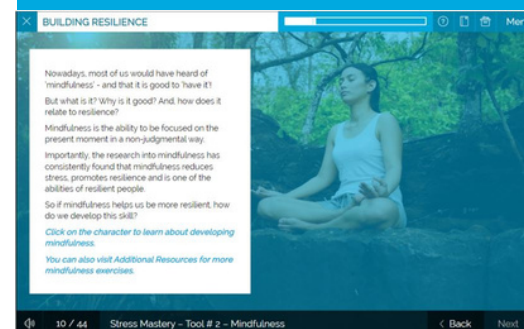 BUILDING RESILIENCE
Men
Nowadays, most of us would have heard of
'mindfulness' - and that it is good to 'have it'!
But what is it? Why is it good? And, how does it
relate to resilience?
Mindfulness is the ability to be focused on the
present moment in a non-judgmental way.
Importantly, the research into mindfulness has
consistently found that mindfulness reduces
stress, promotes resilience and is one of the
abilities of resilient people.
So if mindfulness helps us be more resilient, how
do we develop this skill?
Click on the character to learn about developing
mindfulness.
You can also visit Additional Resources for more
mindfulness exercises.
10 / 44 Stress Mastery – Tool # 2 – Mindfulness < Back Next